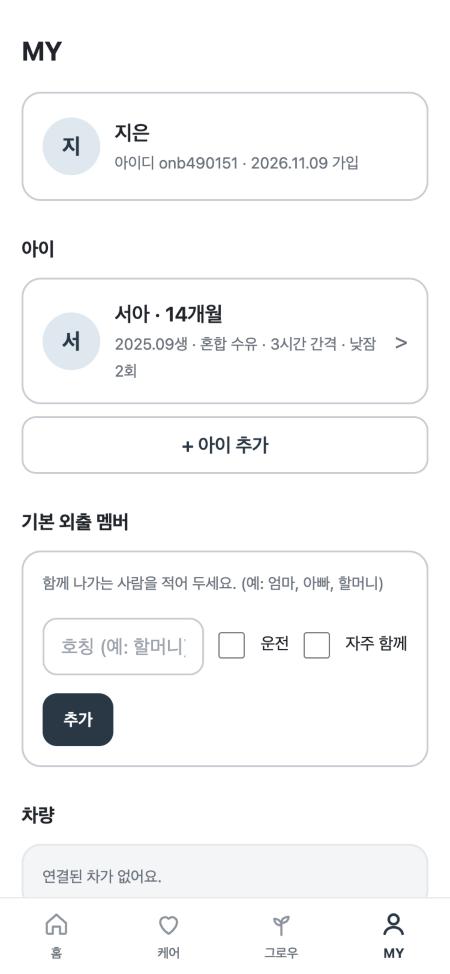 MY
지
지은
아이디 onb490151 · 2026.11.09 가입
아이
서
서아 · 14개월
2025.09생 · 혼합 수유 · 3시간 간격 · 낮잠
2회
>
+ 아이 추가
기본 외출 멤버
함께 나가는 사람을 적어 두세요. (예: 엄마, 아빠, 할머니)
호칭 (예: 할머니)
운전
자주 함께
추가
차량
연결된 차가 없어요.
홈
케어
그로우
MY